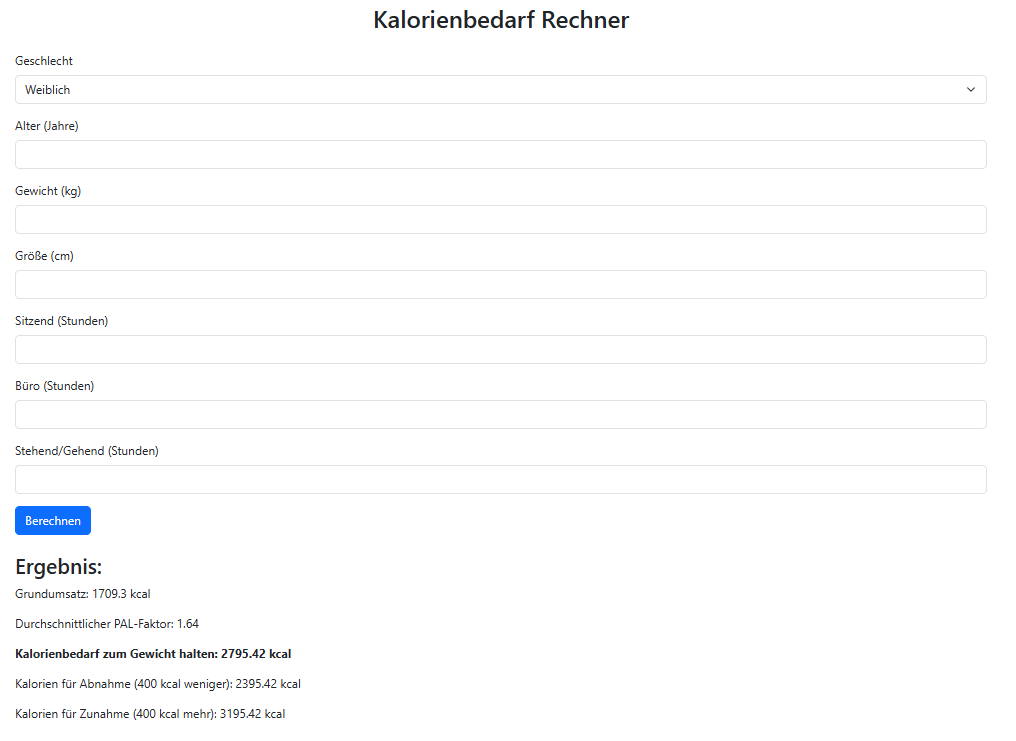 Kalorienbedarf Rechner
Geschlecht
Weiblich
Alter (Jahre)
Gewicht (kg)
Größe (cm)
Sitzend (Stunden)
Büro (Stunden)
Stehend/Gehend (Stunden)
Berechnen
Ergebnis:
Grundumsatz: 1709.3 kcal
Durchschnittlicher PAL-Faktor: 1.64
Kalorienbedarf zum Gewicht halten: 2795.42 kcal
Kalorien für Abnahme (400 kcal weniger): 2395.42 kcal
Kalorien für Zunahme (400 kcal mehr): 3195.42 kcal